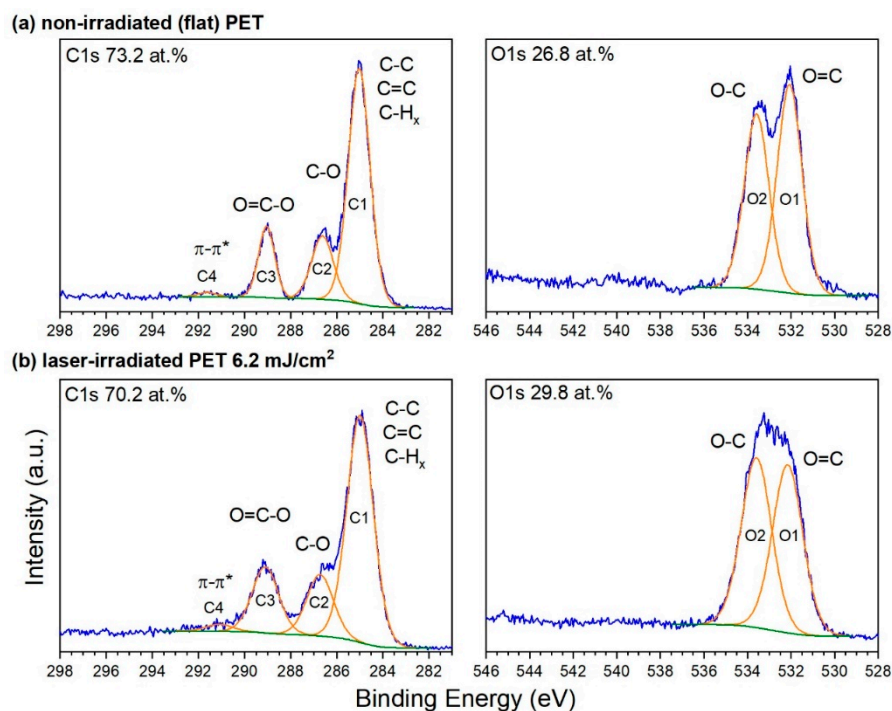 (a) non-irradiated (flat) PET
C1s 73.2 at.%
C-C
C=C
C-Hₓ
C-O
O=C-O
π-π*
C4
C3
C2
C1
298 296 294 292 290 288 286 284 282
O1s 26.8 at.%
O=C
O-C
O2
O1
546 544 542 540 538 536 534 532 530 528
(b) laser-irradiated PET 6.2 mJ/cm²
C1s 70.2 at.%
C-C
C=C
C-Hₓ
O=C-O
C-O
π-π*
C4
C3
C2
C1
298 296 294 292 290 288 286 284 282
O1s 29.8 at.%
O-C
O=C
O2
O1
546 544 542 540 538 536 534 532 530 528
Intensity (a.u.)
Binding Energy (eV)